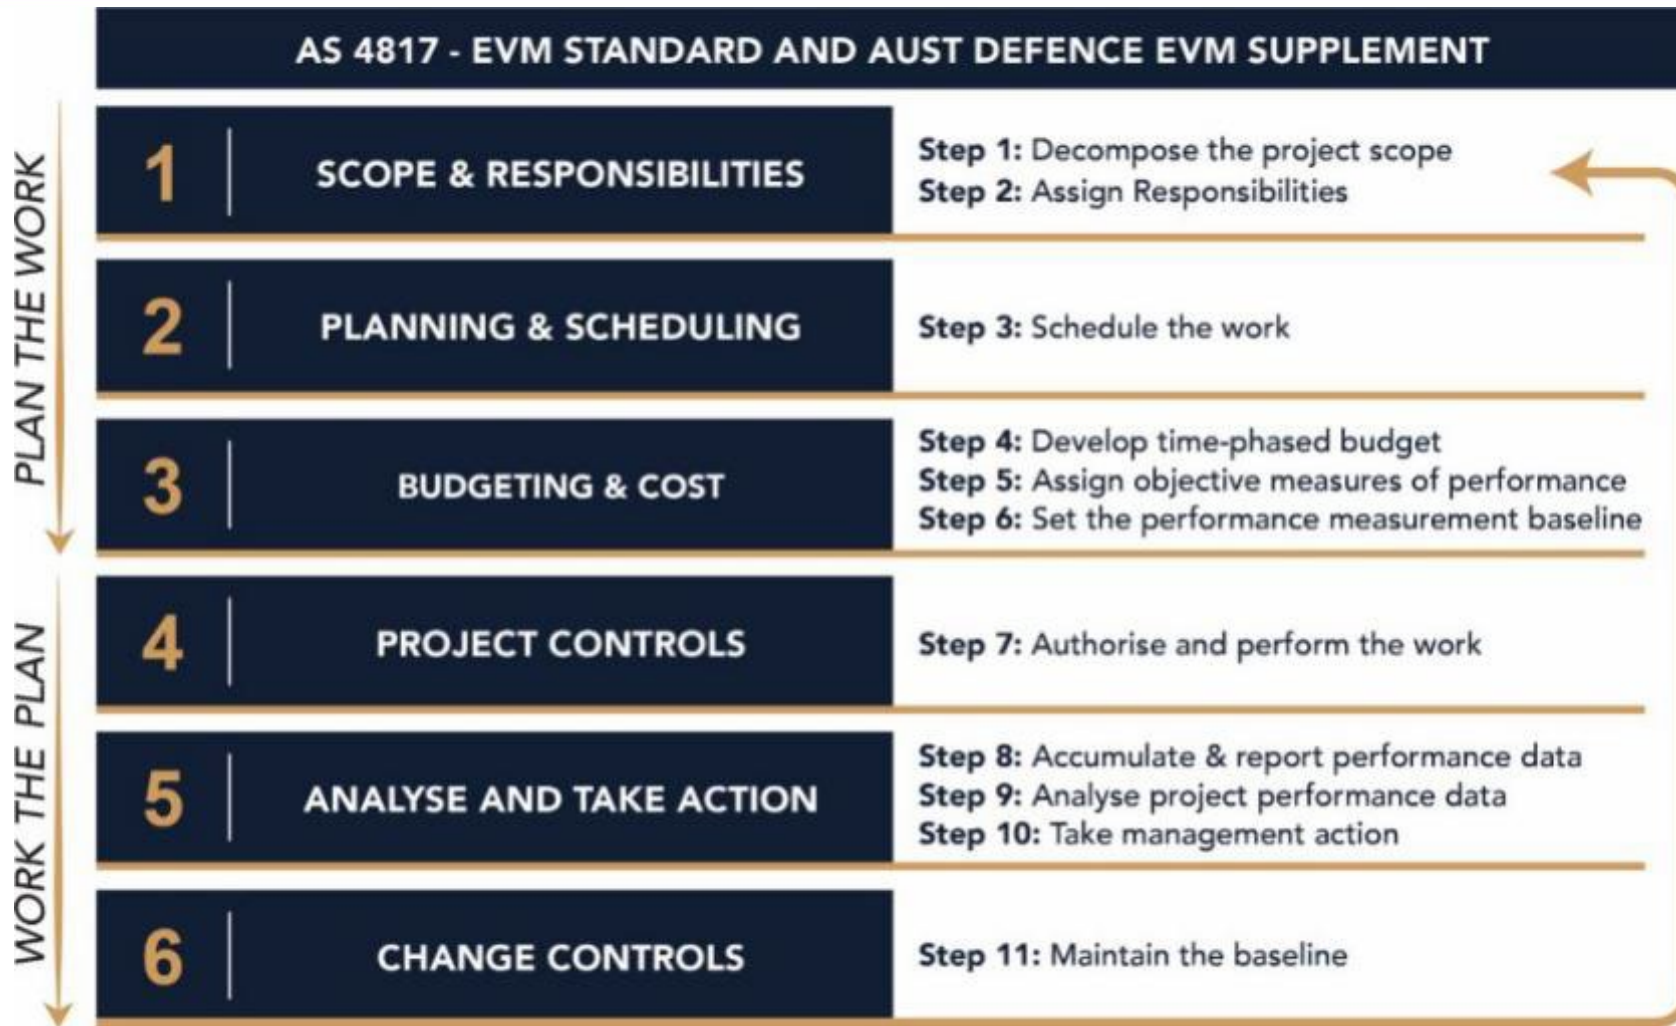 AS 4817 - EVM STANDARD AND AUST DEFENCE EVM SUPPLEMENT
PLAN THE WORK
1
SCOPE & RESPONSIBILITIES
Step 1: Decompose the project scope
Step 2: Assign Responsibilities
2
PLANNING & SCHEDULING
Step 3: Schedule the work
3
BUDGETING & COST
Step 4: Develop time-phased budget
Step 5: Assign objective measures of performance
Step 6: Set the performance measurement baseline
WORK THE PLAN
4
PROJECT CONTROLS
Step 7: Authorise and perform the work
5
ANALYSE AND TAKE ACTION
Step 8: Accumulate & report performance data
Step 9: Analyse project performance data
Step 10: Take management action
6
CHANGE CONTROLS
Step 11: Maintain the baseline